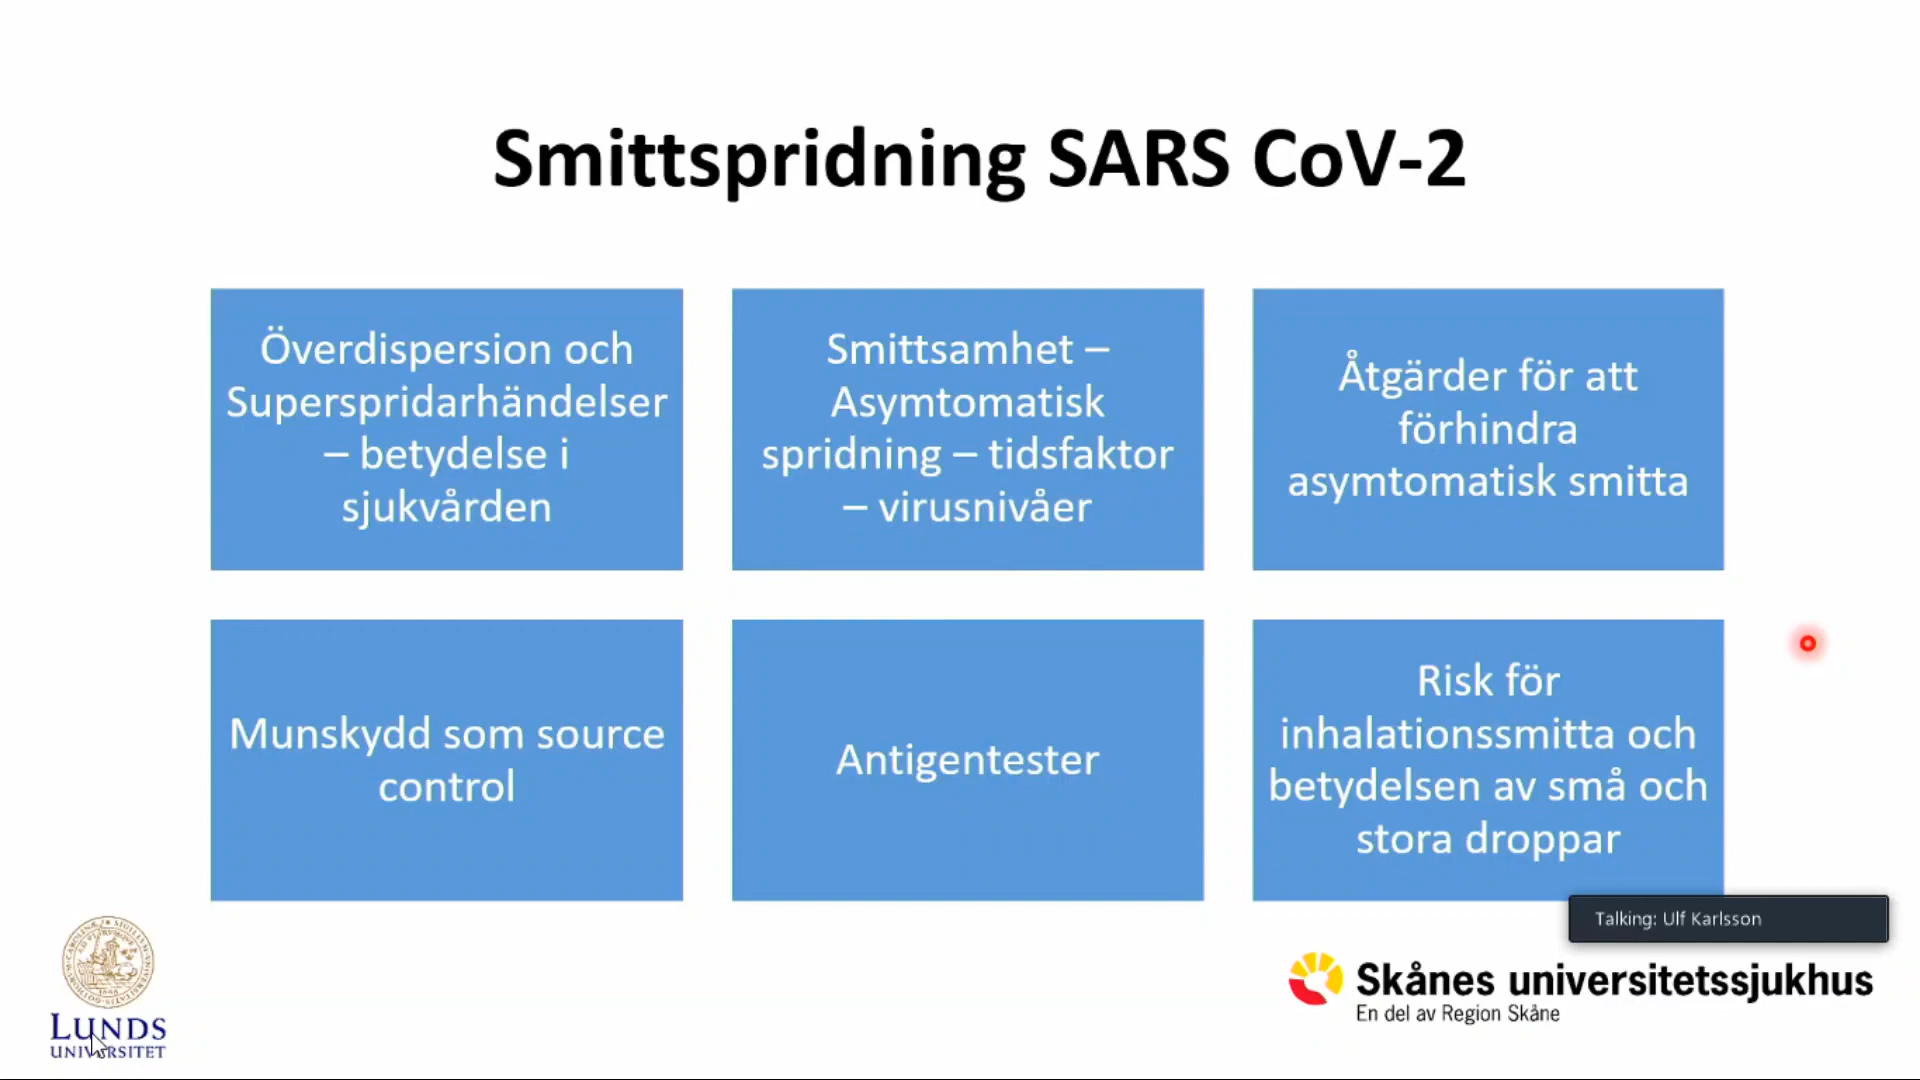 Smittspridning SARS CoV-2
Överdispersion och
Superspridarhändelser
– betydelse i
sjukvården
Smittsamhet –
Asymtomatisk
spridning – tidsfaktor
– virusnivåer
Åtgärder för att
förhindra
asymtomatisk smitta
Munskydd som source
control
Antigentester
Risk för
inhalationssmitta och
betydelsen av små och
stora droppar
Talking: Ulf Karlsson
LUNDS
UNIVERSITET
Skånes universitetssjukhus
En del av Region Skåne